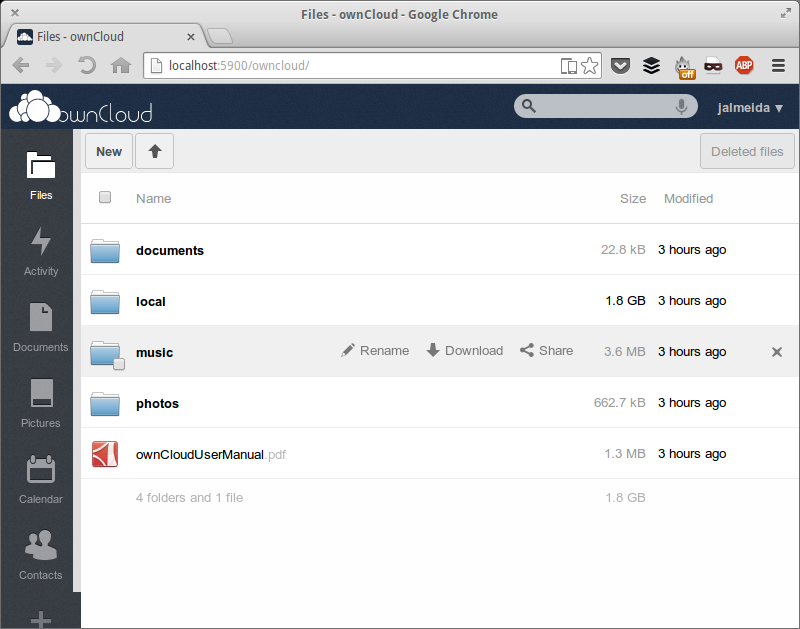 Files - ownCloud - Google Chrome
Files - ownCloud
localhost:5900/owncloud/
off
ABP
ownCloud
jalmeida
Files
Activity
Documents
Pictures
Calendar
Contacts
New
Deleted files
Name Size Modified
documents 22.8 kB 3 hours ago
local 1.8 GB 3 hours ago
music Rename Download Share 3.6 MB 3 hours ago
photos 662.7 kB 3 hours ago
ownCloudUserManual.pdf 1.3 MB 3 hours ago
4 folders and 1 file 1.8 GB